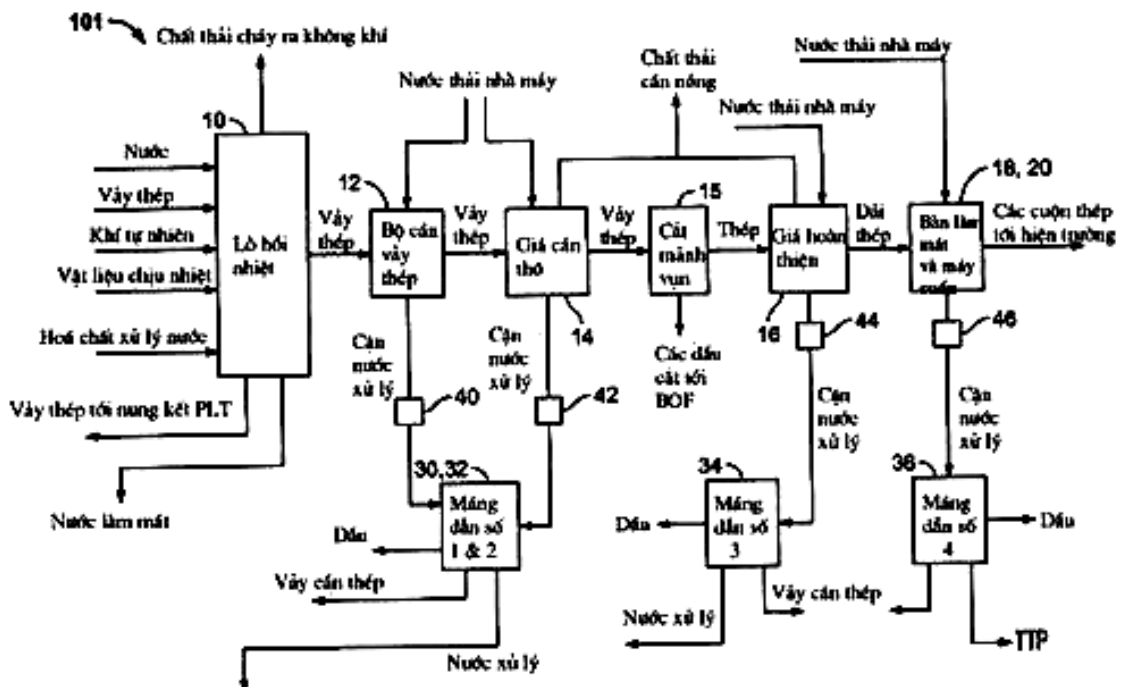 101
Chất thải cháy ra không khí
Nước thải nhà máy
Chất thải
cán nóng
Nước thải nhà máy
Nước thải nhà máy
10
Nước
Vảy thép
Khí tự nhiên
Vật liệu chịu nhiệt
Hoá chất xử lý nước
Lò hồi
nhiệt
Vảy
thép
12
Bộ cán
vảy
thép
Vảy
thép
Giá cán
thô
14
Vảy
thép
15
Cắt
mảnh
vụn
Thép
Giá hoàn
thiện
16
Dải
thép
18, 20
Bàn làm
mát
và máy
cuốn
Các cuộn thép
tới hiện trường
Vảy thép tới nung kết PLT
Nước làm mát
Cặn
nước
xử lý
40
Cặn
nước
xử lý
42
Các đầu
cắt tới
BOF
44
Cặn
nước
xử lý
46
Cặn
nước
xử lý
30,32
Máng
dẫn số
1 & 2
Dầu
Vảy cán thép
Nước xử lý
34
Máng
dẫn số
3
Dầu
Nước xử lý
Vảy cán thép
36
Máng
dẫn số
4
Dầu
TTP